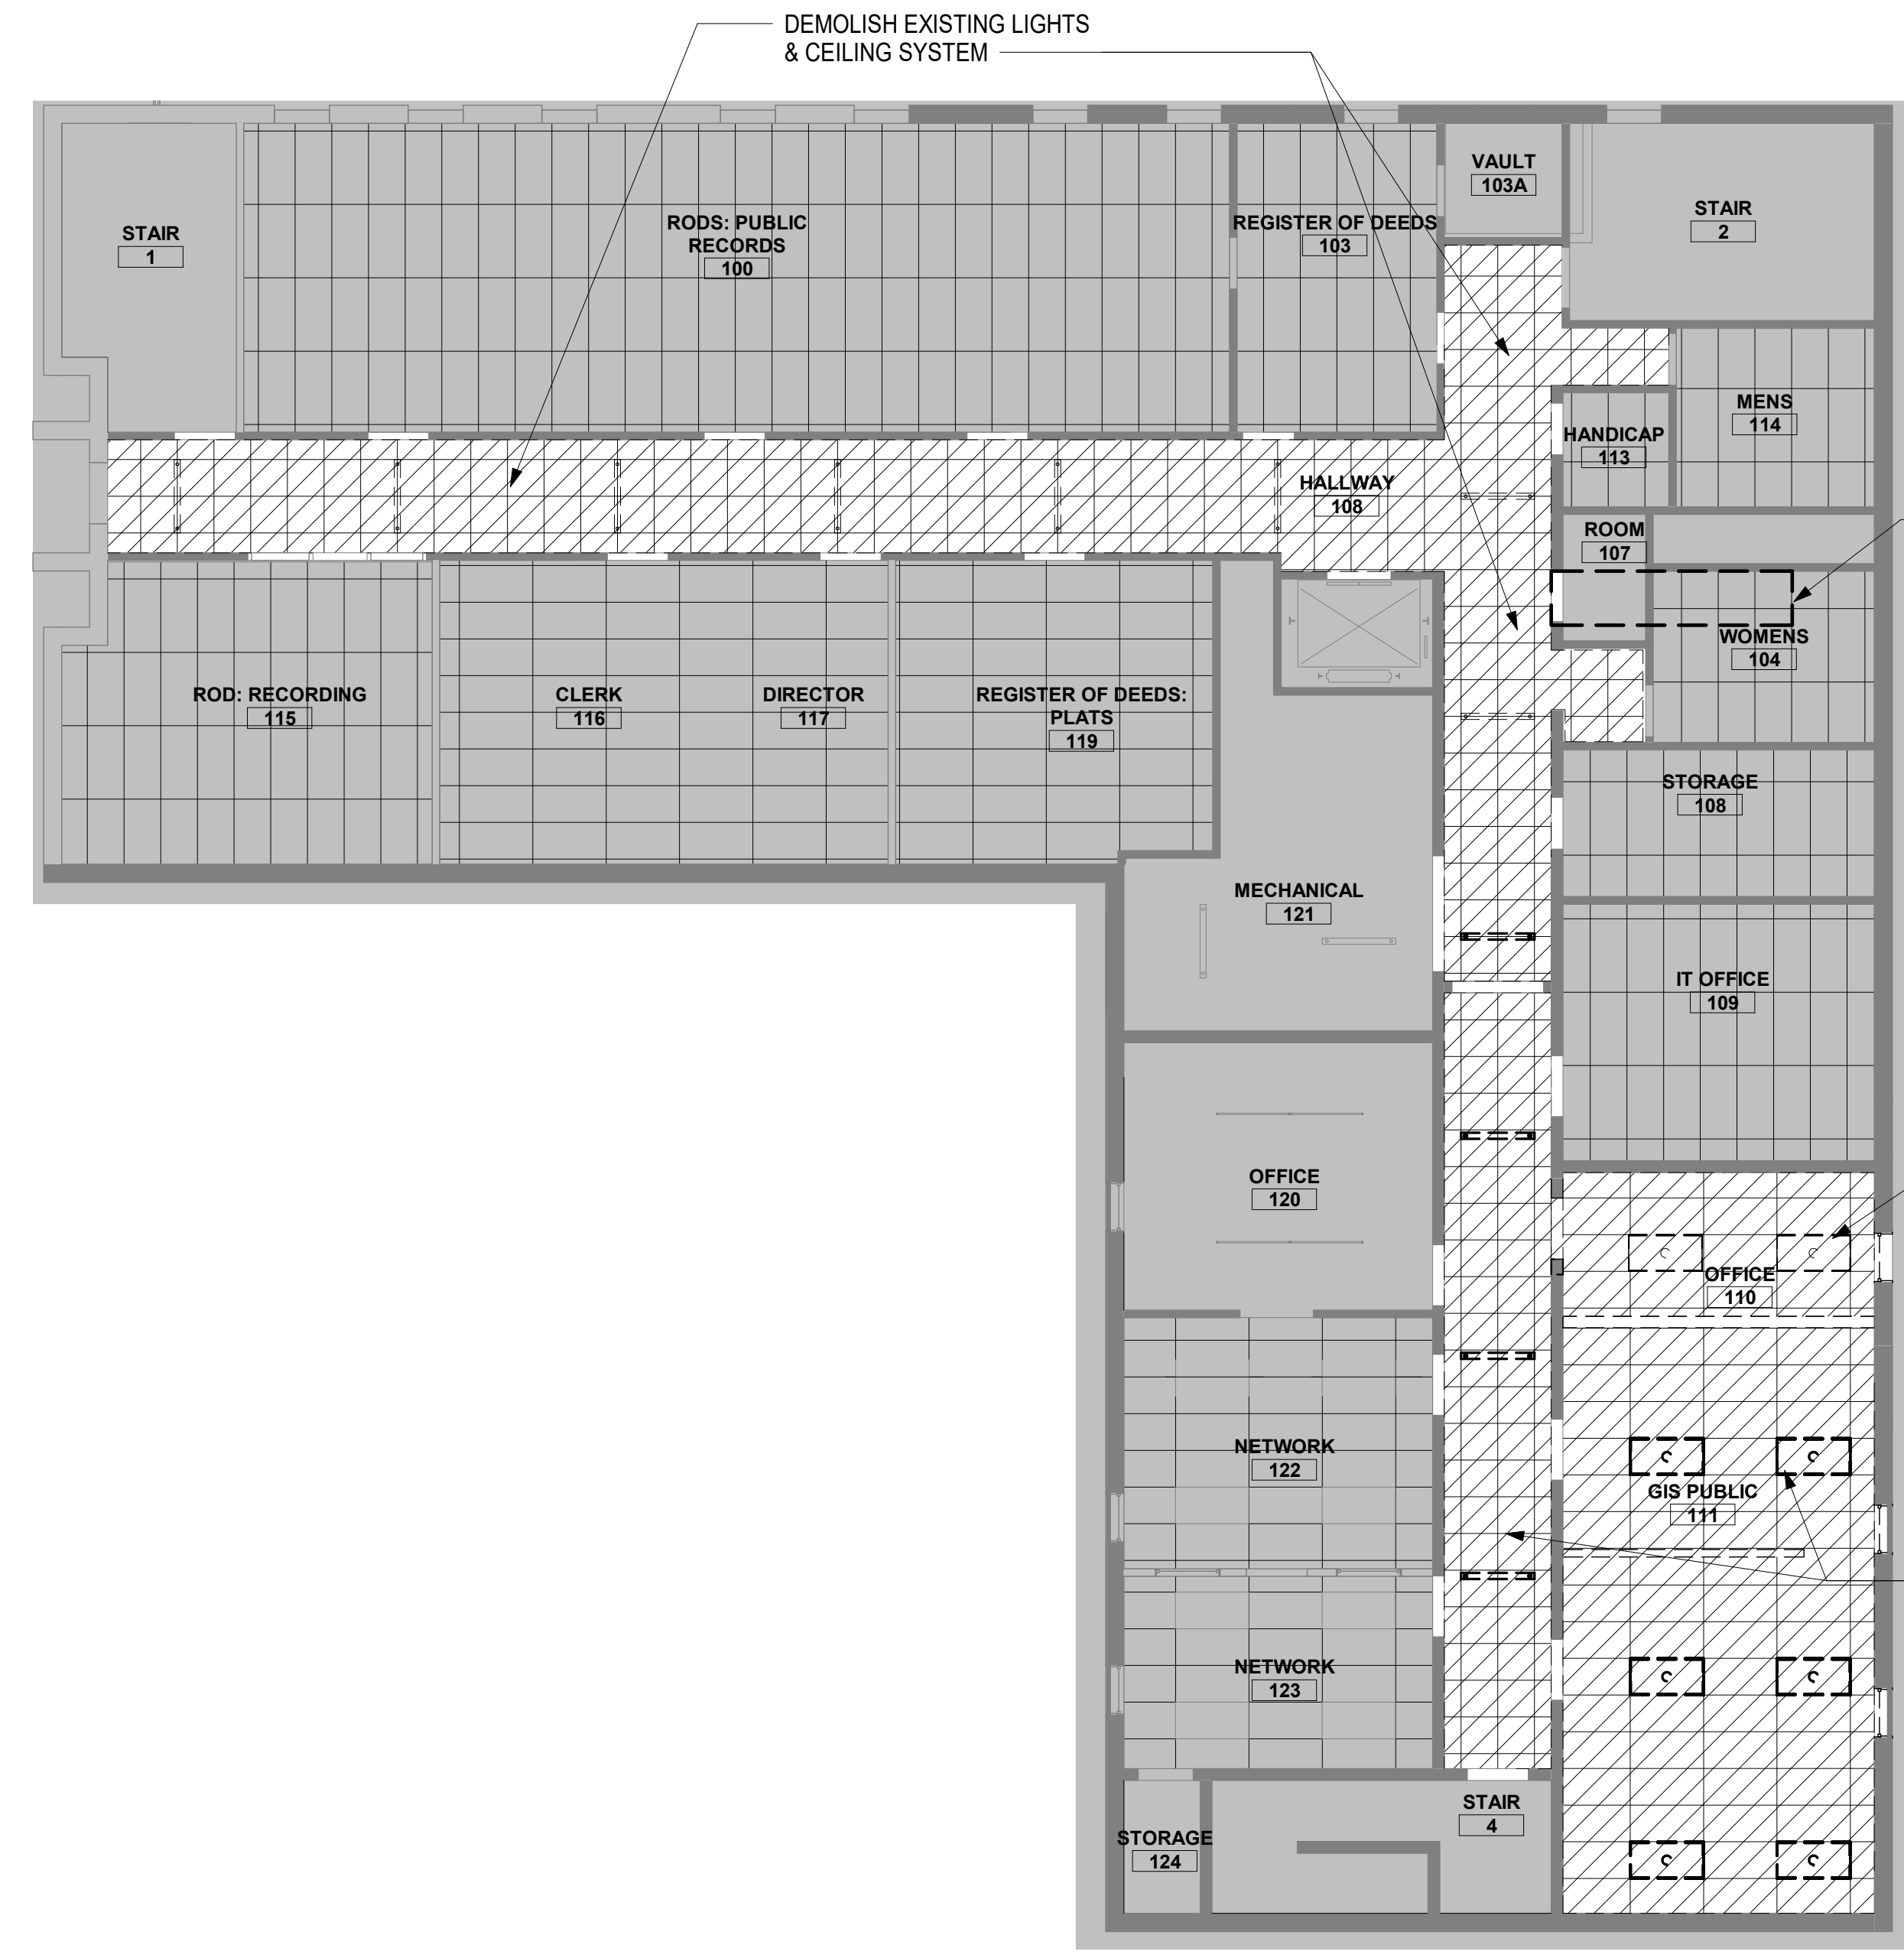 DEMOLISH EXISTING LIGHTS
& CEILING SYSTEM
STAIR
1
RODS: PUBLIC
RECORDS
100
REGISTER OF DEEDS
103
VAULT
103A
STAIR
2
MENS
114
HANDICAP
113
HALLWAY
108
ROOM
107
WOMENS
104
ROD: RECORDING
115
CLERK
116
DIRECTOR
117
REGISTER OF DEEDS:
PLATS
119
STORAGE
108
MECHANICAL
121
IT OFFICE
109
OFFICE
120
OFFICE
110
NETWORK
122
GIS PUBLIC
111
NETWORK
123
STAIR
4
STORAGE
124